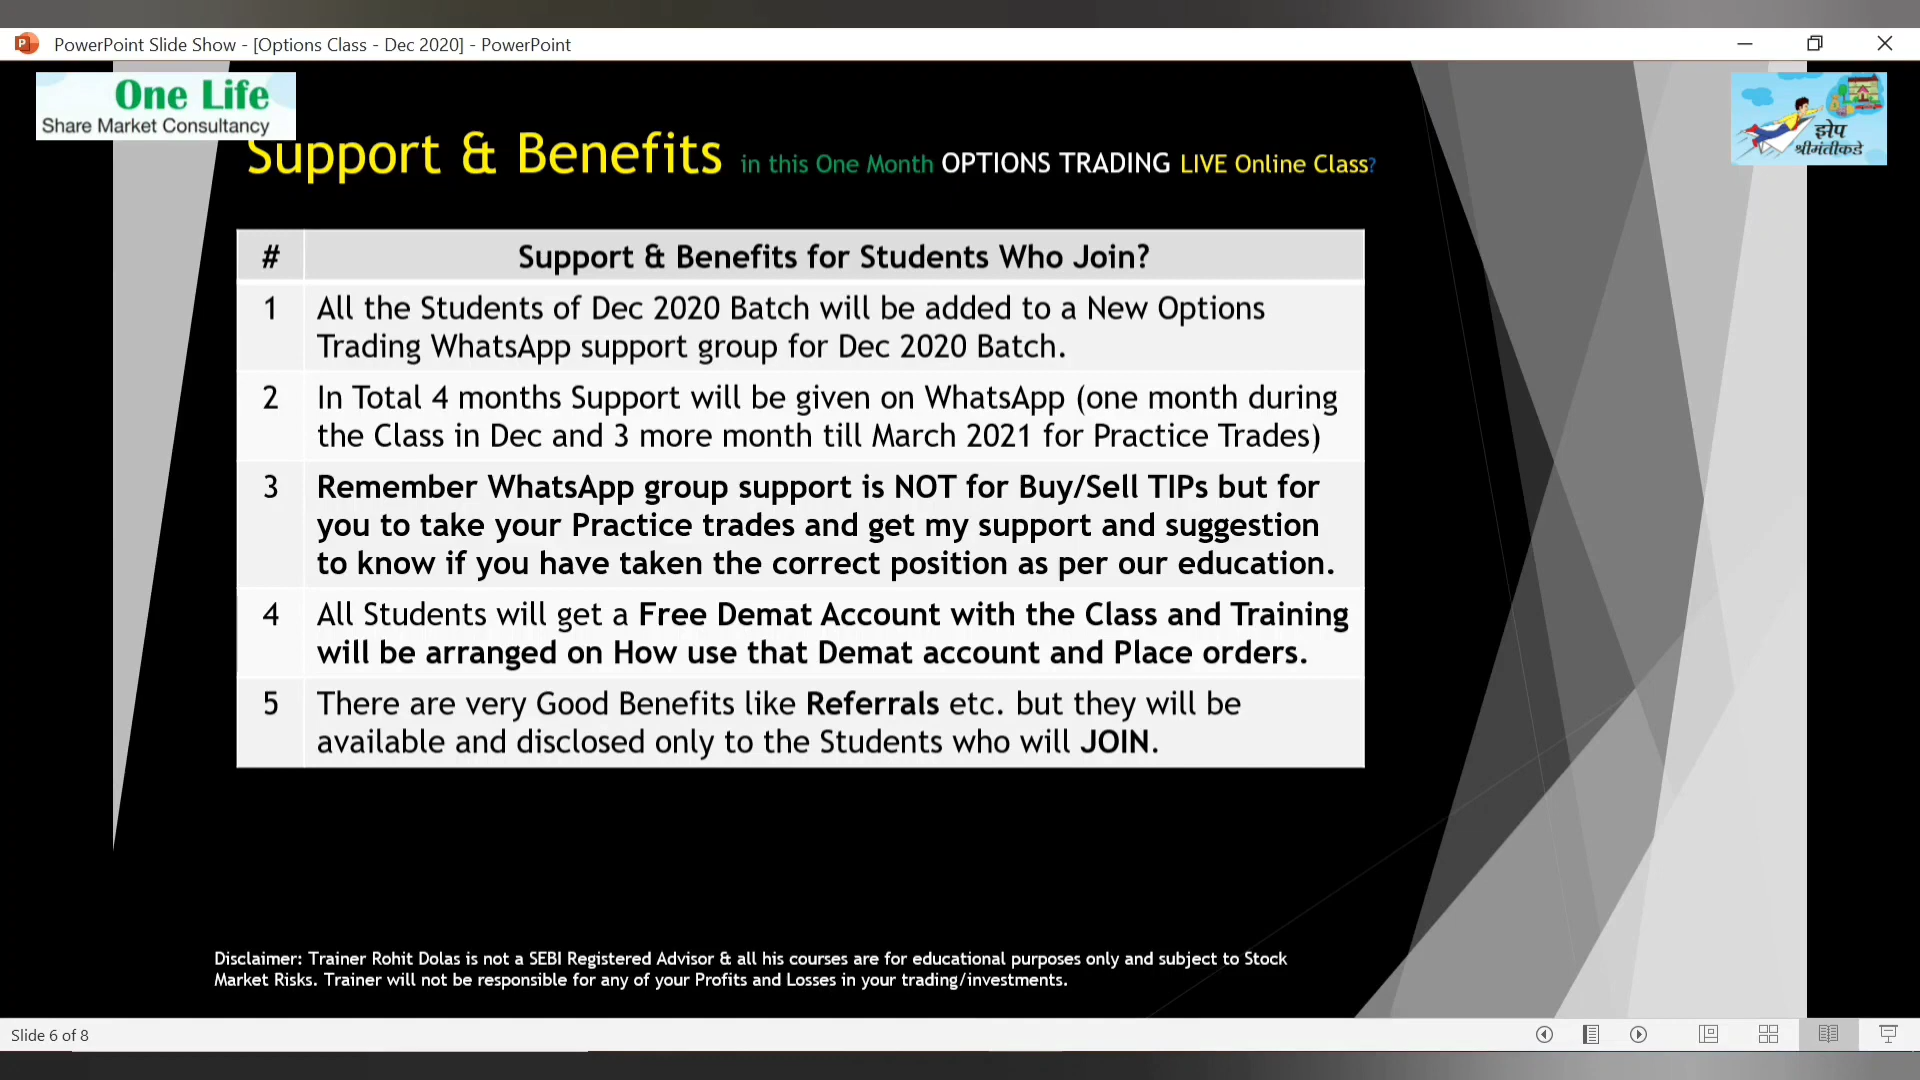 PowerPoint Slide Show - [Options Class - Dec 2020] - PowerPoint
One Life
Share Market Consultancy
झेप
श्रीमंतीकडे
Support & Benefits in this One Month OPTIONS TRADING LIVE Online Class?
# Support & Benefits for Students Who Join?
1 All the Students of Dec 2020 Batch will be added to a New Options
Trading WhatsApp support group for Dec 2020 Batch.
2 In Total 4 months Support will be given on WhatsApp (one month during
the Class in Dec and 3 more month till March 2021 for Practice Trades)
3 Remember WhatsApp group support is NOT for Buy/Sell TIPs but for
you to take your Practice trades and get my support and suggestion
to know if you have taken the correct position as per our education.
4 All Students will get a Free Demat Account with the Class and Training
will be arranged on How use that Demat account and Place orders.
5 There are very Good Benefits like Referrals etc. but they will be
available and disclosed only to the Students who will JOIN.
Disclaimer: Trainer Rohit Dolas is not a SEBI Registered Advisor & all his courses are for educational purposes only and subject to Stock
Market Risks. Trainer will not be responsible for any of your Profits and Losses in your trading/investments.
Slide 6 of 8